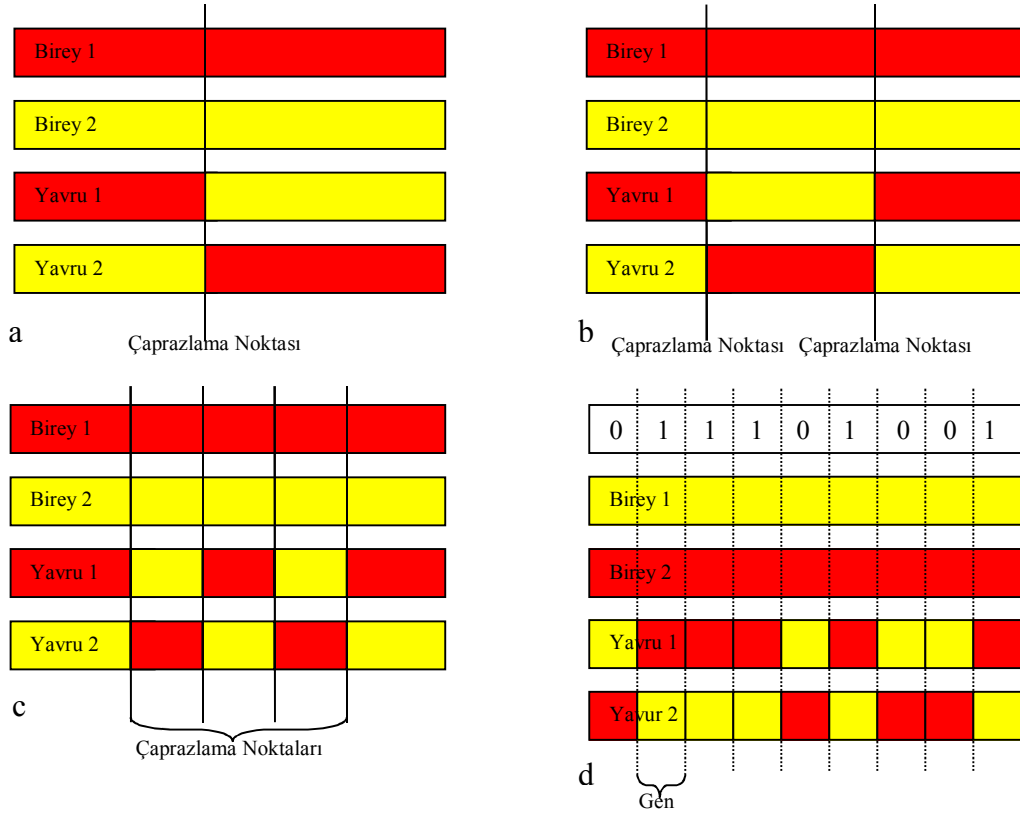 Birey 1
Birey 2
Yavru 1
Yavru 2
a
Çaprazlama Noktası
Birey 1
Birey 2
Yavru 1
Yavru 2
b
Çaprazlama Noktası Çaprazlama Noktası
Birey 1
Birey 2
Yavru 1
Yavru 2
c
Çaprazlama Noktaları
0 1 1 1 0 1 0 0 1
Birey 1
Birey 2
Yavru 1
Yavur 2
d
Gen